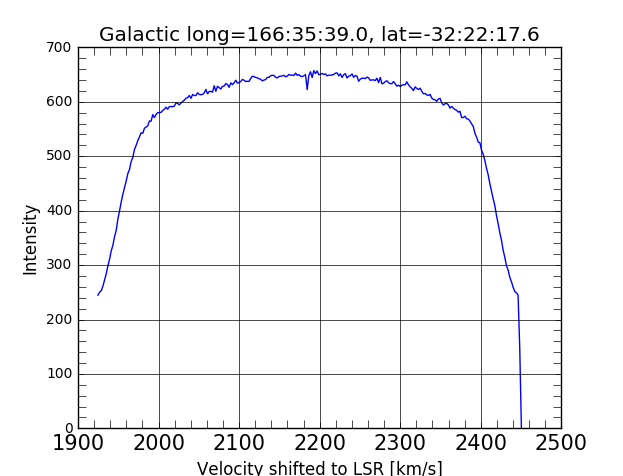 Galactic long=166:35:39.0, lat=-32:22:17.6
700
600
500
400
300
200
100
0
Intensity
1900 2000 2100 2200 2300 2400 2500
Velocity shifted to LSR [km/s]